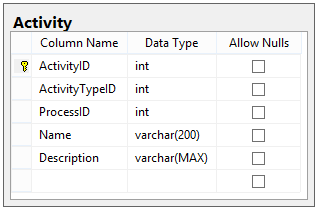 Activity
Column Name Data Type Allow Nulls
ActivityID int
ActivityTypeID int
ProcessID int
Name varchar(200)
Description varchar(MAX)